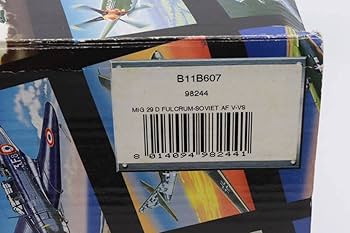 B11B607
98244
MIG 29 D FULCRUM-SOVIET AF V-VS
8 014094 982441